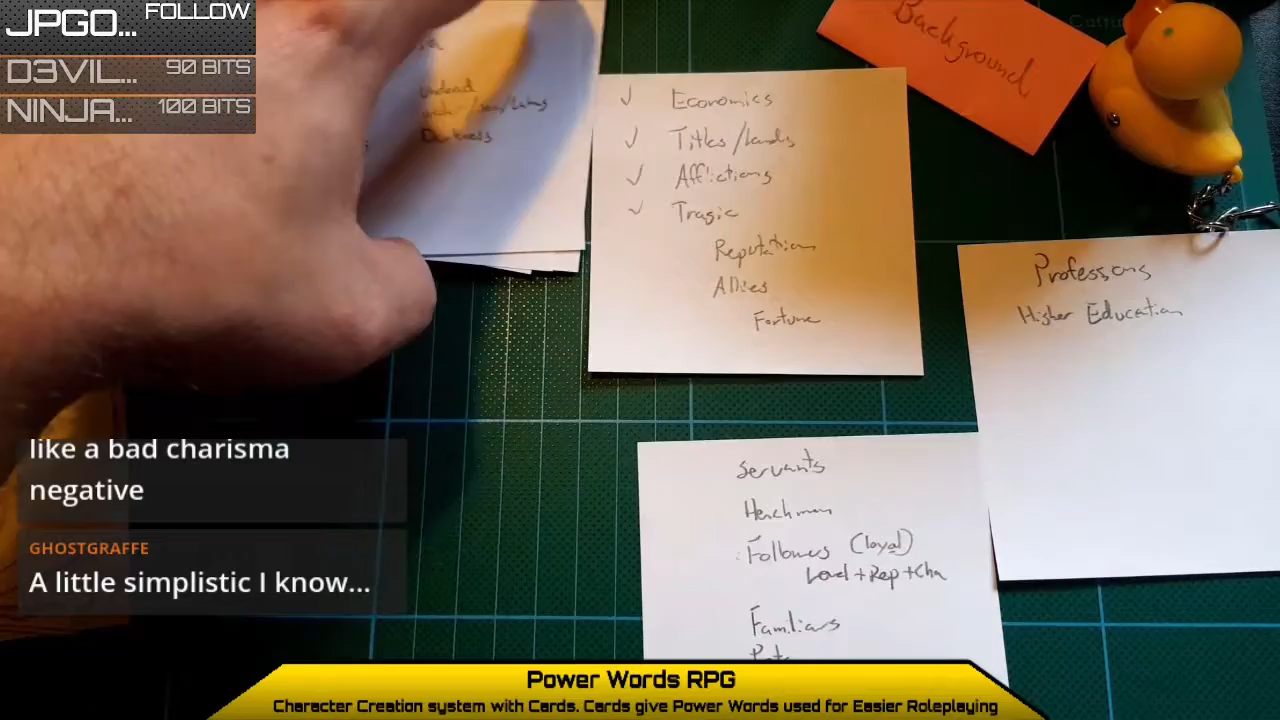 FOLLOW
JPGO...
D3VIL... 90 BITS
NINJA... 100 BITS
Undead
Darkness
Background
✓ Economics
✓ Titles/Lands
✓ Afflictions
✓ Tragic
Reputation
Allies
Fortune
Professions
Higher Education
Servants
Henchmen
Followers (loyal)
Lead+Rep+Cha
Familiars
like a bad charisma
negative
GHOSTGRAFFE
A little simplistic I know...
Power Words RPG
Character Creation system with Cards. Cards give Power Words used for Easier Roleplaying